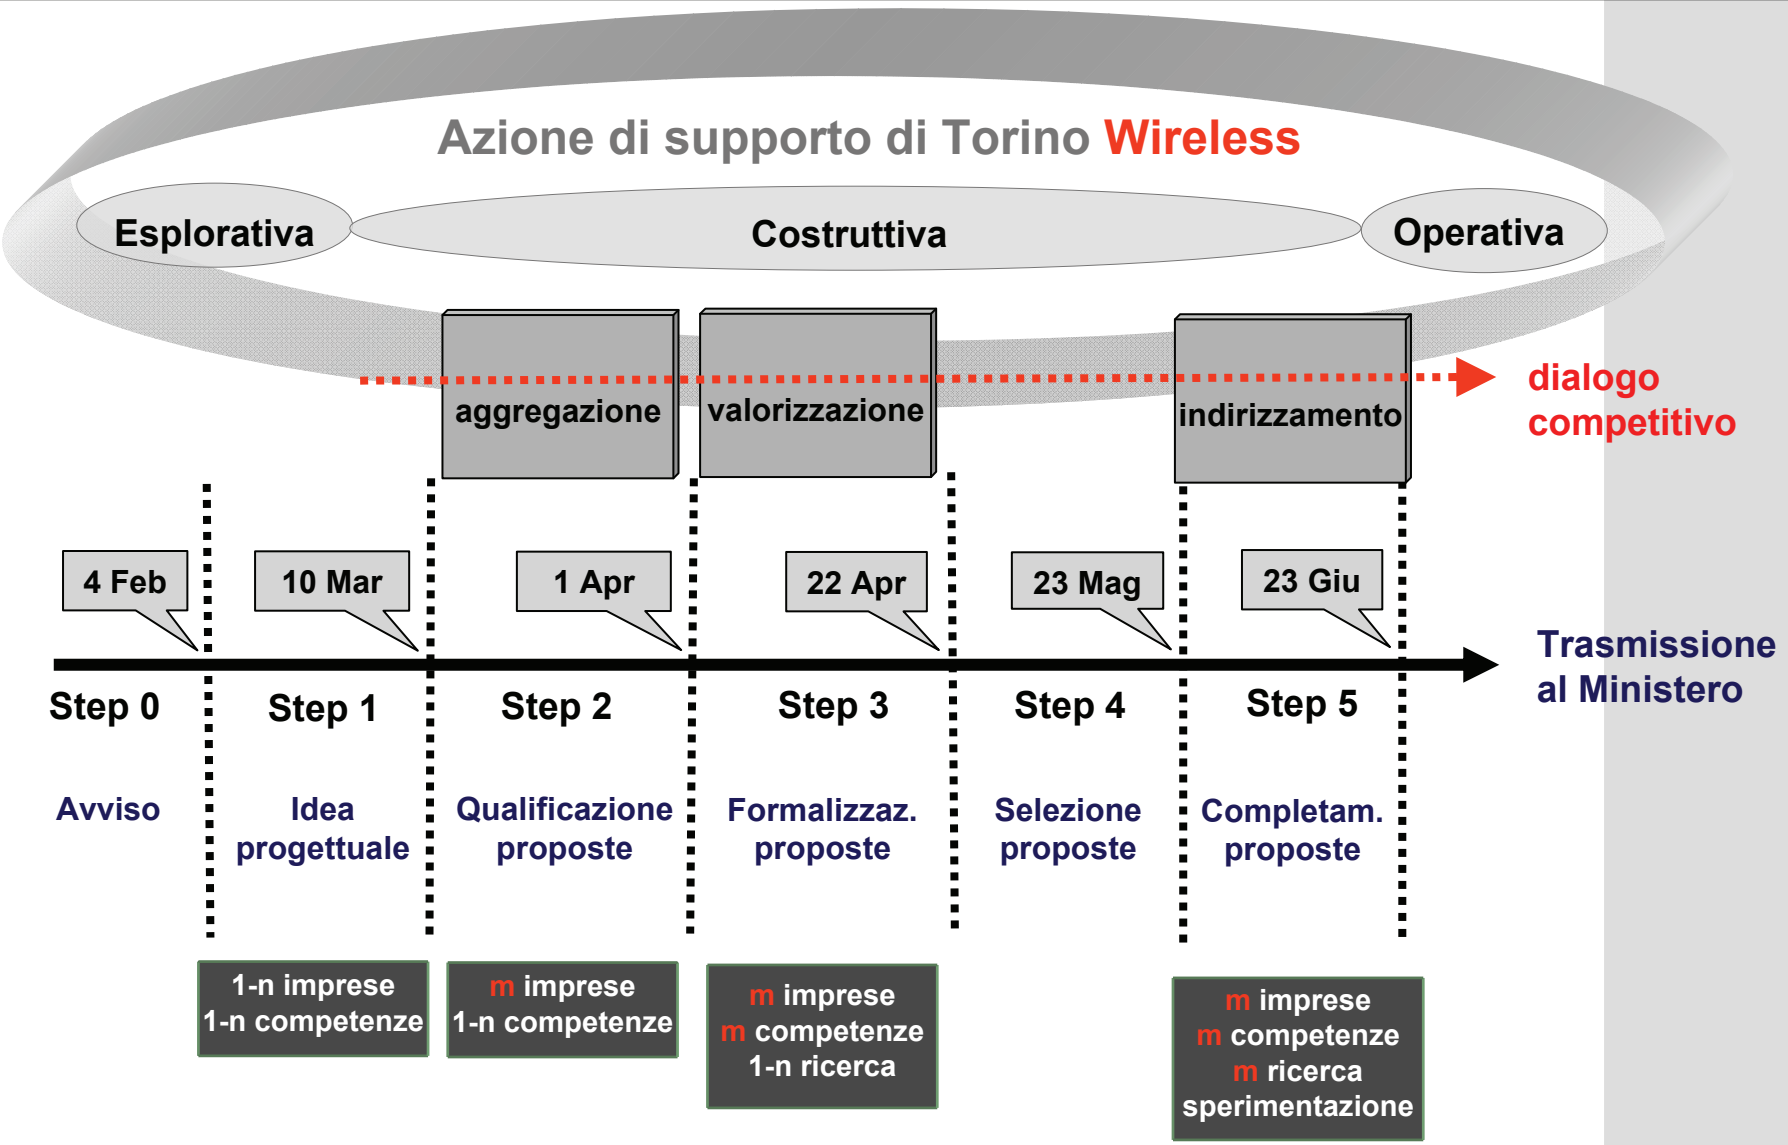 Azione di supporto di Torino Wireless
Esplorativa
Costruttiva
Operativa
aggregazione
valorizzazione
indirizzamento
dialogo
competitivo
4 Feb
10 Mar
1 Apr
22 Apr
23 Mag
23 Giu
Trasmissione
al Ministero
Step 0
Step 1
Step 2
Step 3
Step 4
Step 5
Avviso
Idea
progettuale
Qualificazione
proposte
Formalizzaz.
proposte
Selezione
proposte
Completam.
proposte
1-n imprese
1-n competenze
m imprese
1-n competenze
m imprese
m competenze
1-n ricerca
m imprese
m competenze
m ricerca
sperimentazione